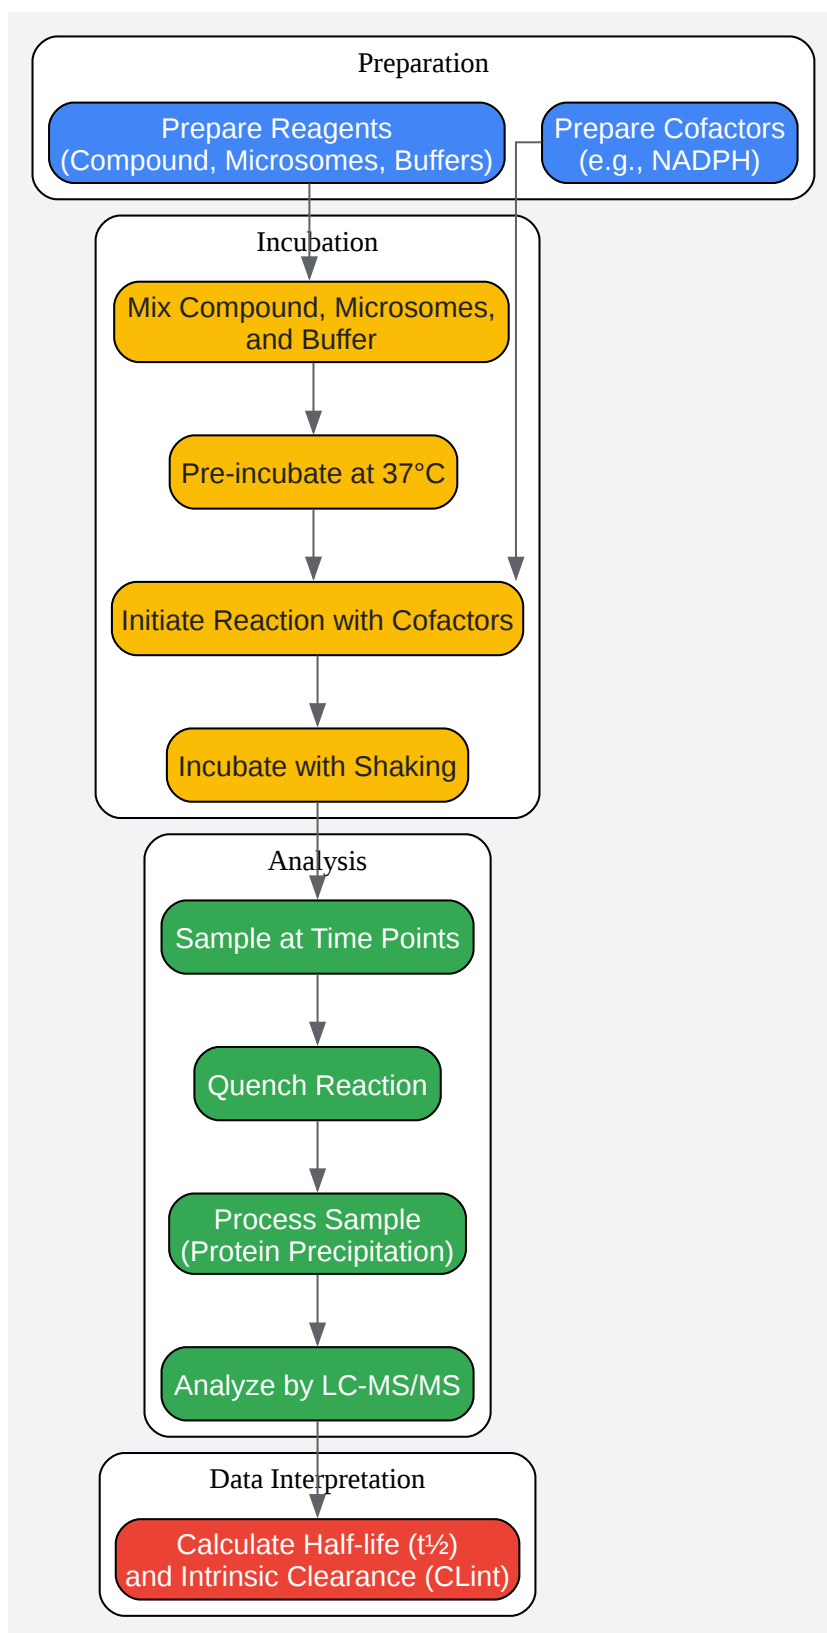 Preparation
Prepare Reagents
(Compound, Microsomes, Buffers)
Prepare Cofactors
(e.g., NADPH)
Incubation
Mix Compound, Microsomes,
and Buffer
Pre-incubate at 37°C
Initiate Reaction with Cofactors
Incubate with Shaking
Analysis
Sample at Time Points
Quench Reaction
Process Sample
(Protein Precipitation)
Analyze by LC-MS/MS
Data Interpretation
Calculate Half-life (t½)
and Intrinsic Clearance (CLint)